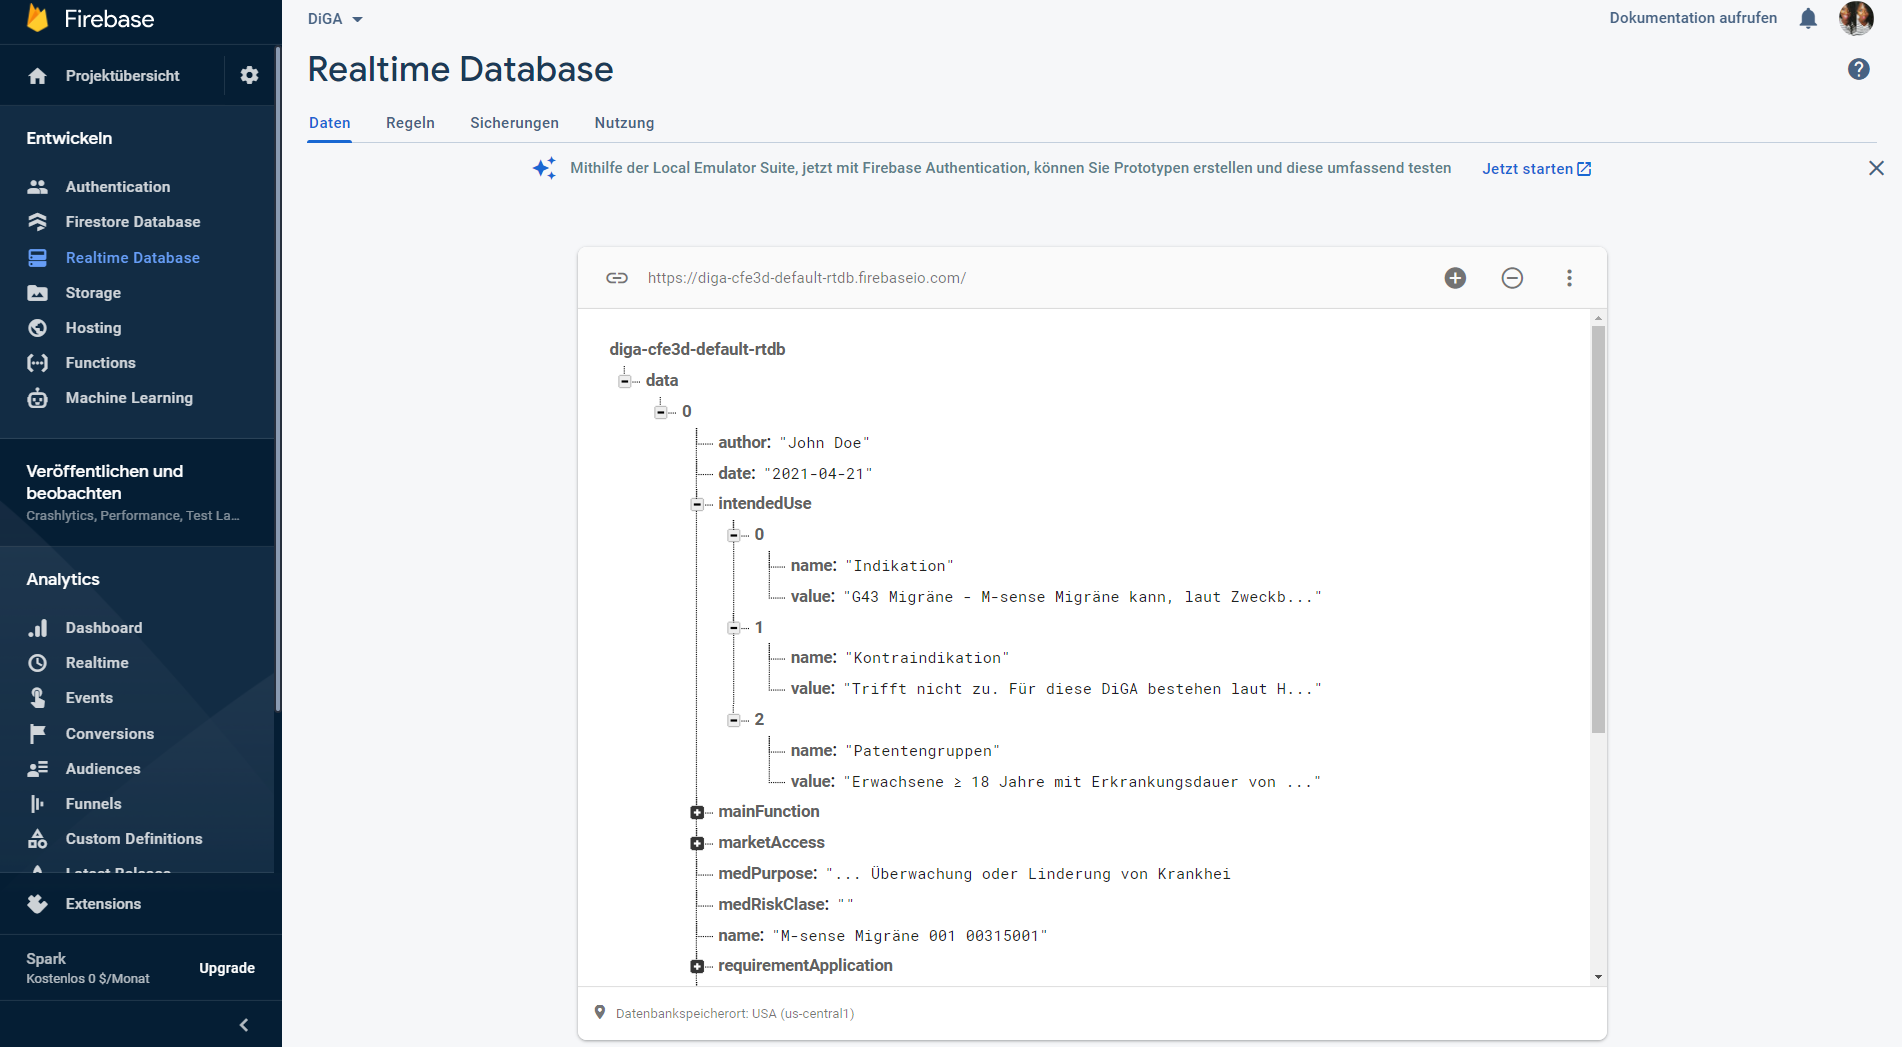 Firebase
Projektübersicht
Entwickeln
Authentication
Firestore Database
Realtime Database
Storage
Hosting
Functions
Machine Learning
Veröffentlichen und
beobachten
Crashlytics, Performance, Test La...
Analytics
Dashboard
Realtime
Events
Conversions
Audiences
Funnels
Custom Definitions
Latest Release
Extensions
Spark
Kostenlos 0 $/Monat
Upgrade
DiGA
Dokumentation aufrufen
Realtime Database
Daten Regeln Sicherungen Nutzung
Mithilfe der Local Emulator Suite, jetzt mit Firebase Authentication, können Sie Prototypen erstellen und diese umfassend testen Jetzt starten
https://diga-cfe3d-default-rtdb.firebaseio.com/
diga-cfe3d-default-rtdb
data
0
author: "John Doe"
date: "2021-04-21"
intendedUse
0
name: "Indikation"
value: "G43 Migräne - M-sense Migräne kann, laut Zweckb..."
1
name: "Kontraindikation"
value: "Trifft nicht zu. Für diese DiGA bestehen laut H..."
2
name: "Patentengruppen"
value: "Erwachsene ≥ 18 Jahre mit Erkrankungsdauer von ..."
mainFunction
marketAccess
medPurpose: "... Überwachung oder Linderung von Krankhei
medRiskClase: ""
name: "M-sense Migräne 001 00315001"
requirementApplication
Datenbankspeicherort: USA (us-central1)